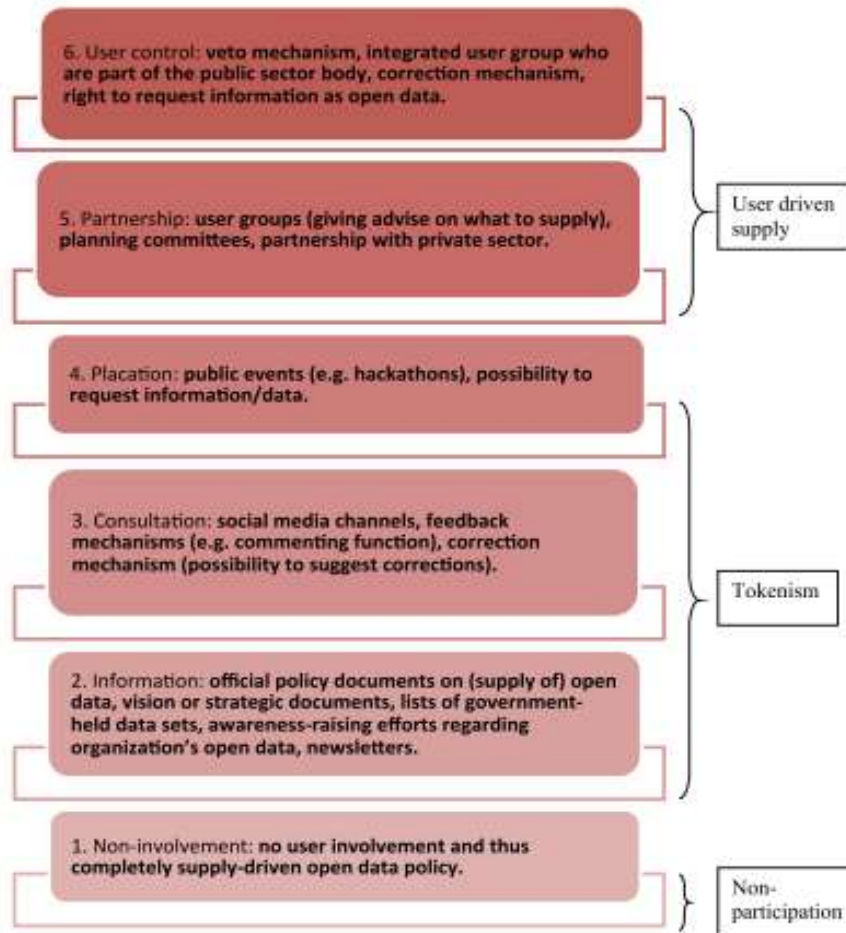 6. User control: veto mechanism, integrated user group who
are part of the public sector body, correction mechanism,
right to request information as open data.
User driven
supply
5. Partnership: user groups (giving advise on what to supply),
planning committees, partnership with private sector.
4. Placation: public events (e.g. hackathons), possibility to
request information/data.
3. Consultation: social media channels, feedback
mechanisms (e.g. commenting function), correction
mechanism (possibility to suggest corrections).
Tokenism
2. Information: official policy documents on (supply of) open
data, vision or strategic documents, lists of government-
held data sets, awareness-raising efforts regarding
organization's open data, newsletters.
1. Non-involvement: no user involvement and thus
completely supply-driven open data policy.
Non-
participation